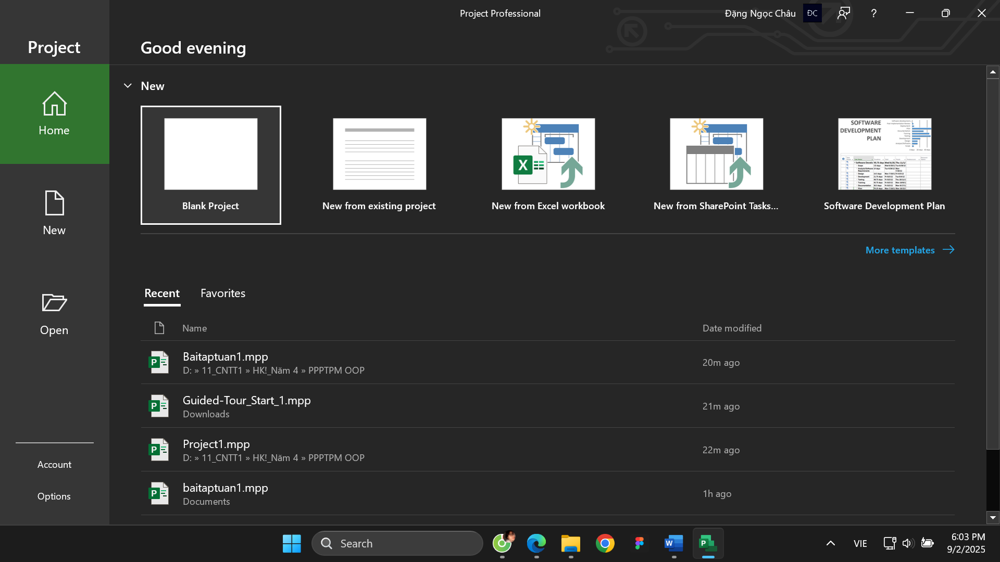 Project Professional
Đặng Ngọc Châu
ĐC
Project
Good evening
Home
New
Open
Account
Options
New
Blank Project
New from existing project
New from Excel workbook
New from SharePoint Tasks...
SOFTWARE
DEVELOPMENT
PLAN
Software Development Plan
More templates
Recent
Favorites
Name
Date modified
Baitaptuan1.mpp
D: » 11_CNTT1 » HK!_Năm 4 » PPPTPM OOP
20m ago
Guided-Tour_Start_1.mpp
Downloads
21m ago
Project1.mpp
D: » 11_CNTT1 » HK!_Năm 4 » PPPTPM OOP
22m ago
baitaptuan1.mpp
Documents
1h ago
Search
VIE
6:03 PM
9/2/2025